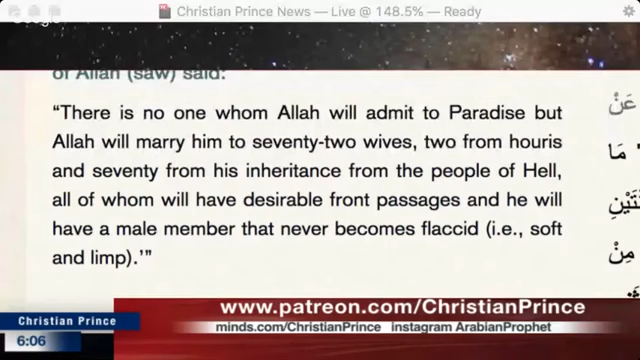 Christian Prince News — Live @ 148.5% — Ready
of Allah (saw) said:
عَنْ
“There is no one whom Allah will admit to Paradise but
Allah will marry him to seventy-two wives, two from houris
مَا
and seventy from his inheritance from the people of Hell,
all of whom will have desirable front passages and he will
have a male member that never becomes flaccid (i.e., soft
مِنْ
and limp).’”
www.patreon.com/ChristianPrince
Christian Prince
minds.com/ChristianPrince instagram ArabianProphet
6:06